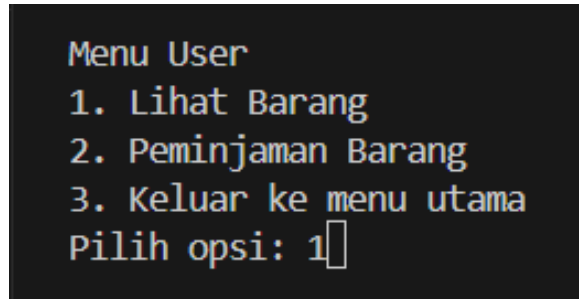 Menu User
1. Lihat Barang
2. Peminjaman Barang
3. Keluar ke menu utama
Pilih opsi: 1